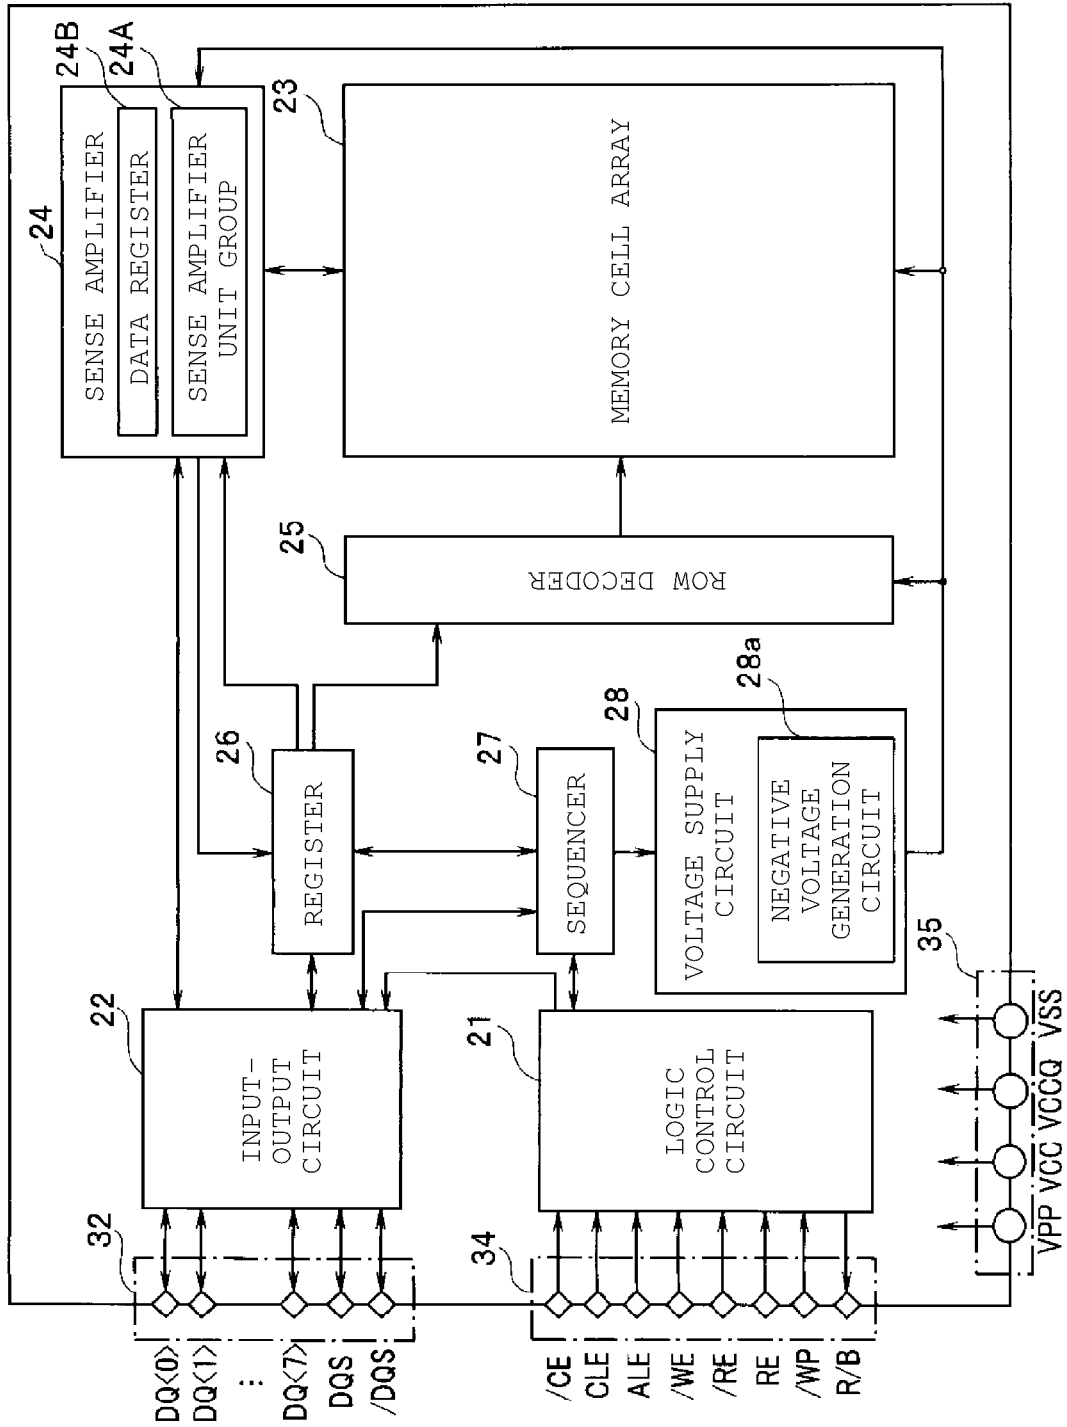 24
SENSE AMPLIFIER
24B
DATA REGISTER
24A
SENSE AMPLIFIER
UNIT GROUP
23
MEMORY CELL ARRAY
25
ROW DECODER
26
REGISTER
27
SEQUENCER
28
VOLTAGE SUPPLY
CIRCUIT
28a
NEGATIVE
VOLTAGE
GENERATION
CIRCUIT
22
INPUT-
OUTPUT
CIRCUIT
21
LOGIC
CONTROL
CIRCUIT
32
DQ<0>
DQ<1>
...
DQ<7>
DQS
/DQS
34
/CE
CLE
ALE
/WE
/RE
RE
/WP
R/B
35
VPP VCC VCCQ VSS